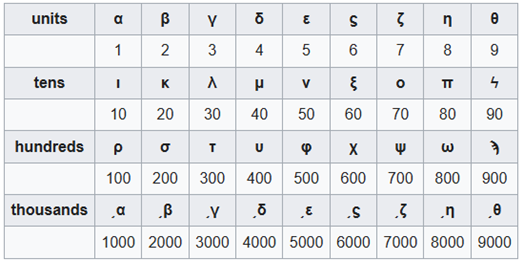 units α β γ δ ε ϛ ζ η θ
1 2 3 4 5 6 7 8 9
tens ι κ λ μ ν ξ ο π ϟ
10 20 30 40 50 60 70 80 90
hundreds ρ σ τ υ φ χ ψ ω ϡ
100 200 300 400 500 600 700 800 900
thousands ͵α ͵β ͵γ ͵δ ͵ε ͵ϛ ͵ζ ͵η ͵θ
1000 2000 3000 4000 5000 6000 7000 8000 9000